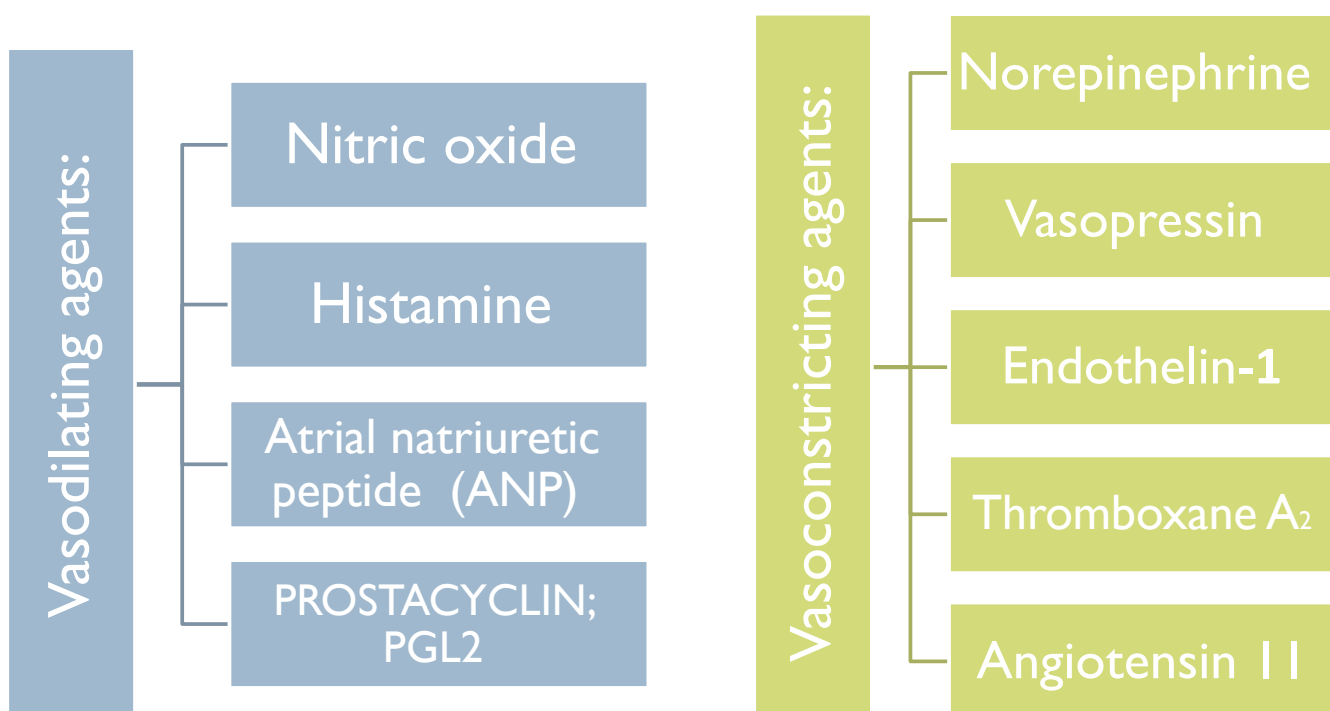 Vasodilating agents:
Nitric oxide
Histamine
Atrial natriuretic
peptide (ANP)
PROSTACYCLIN;
PGL2
Vasoconstricting agents:
Norepinephrine
Vasopressin
Endothelin-1
Thromboxane A₂
Angiotensin 11